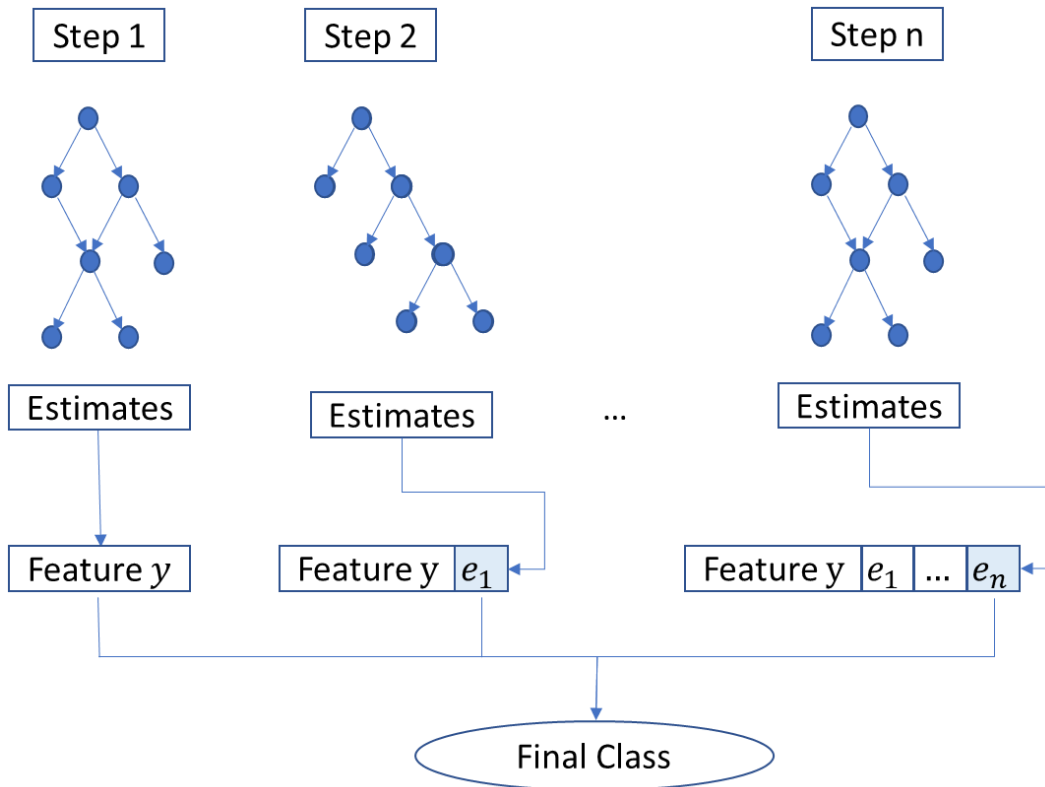 Step 1
Step 2
Step n
Estimates
Estimates
...
Estimates
Feature y
Feature y e₁
Feature y e₁ ... eₙ
Final Class